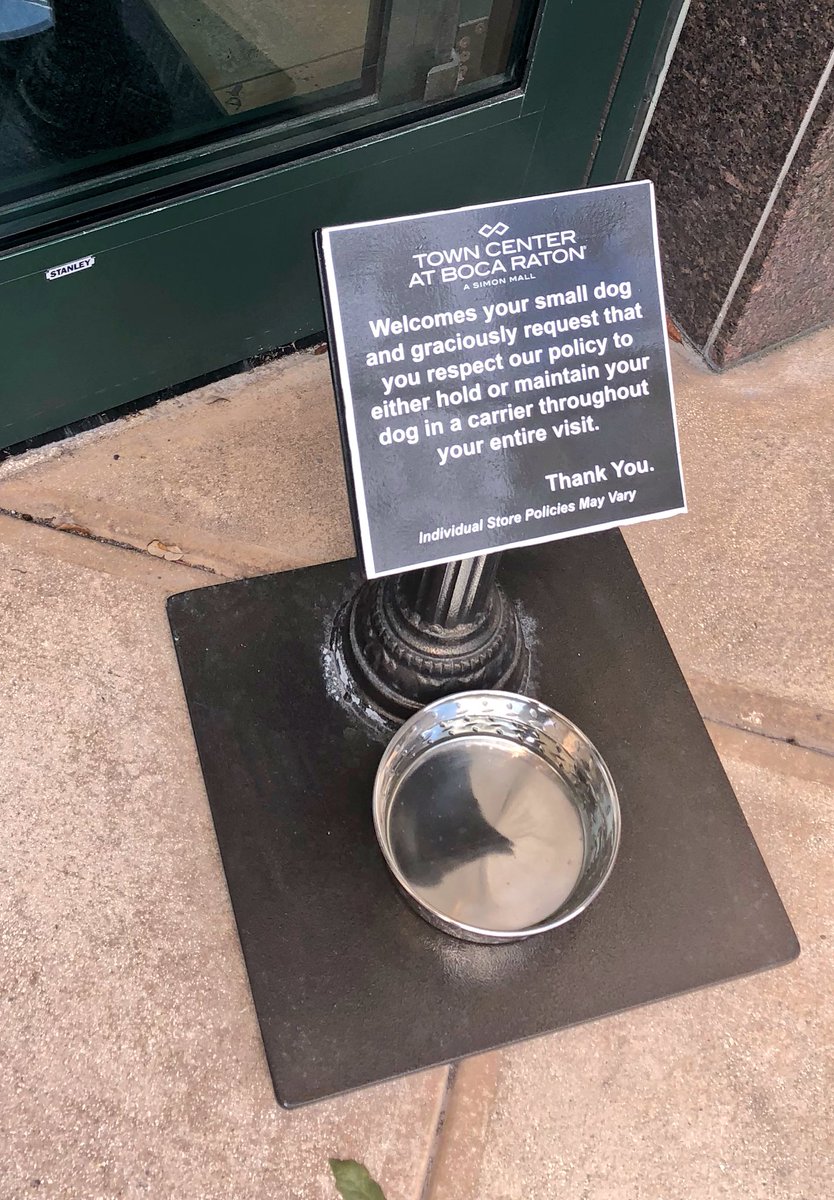 STANLEY
TOWN CENTER
AT BOCA RATON®
A SIMON MALL
Welcomes your small dog
and graciously request that
you respect our policy to
either hold or maintain your
dog in a carrier throughout
your entire visit.
Thank You.
Individual Store Policies May Vary